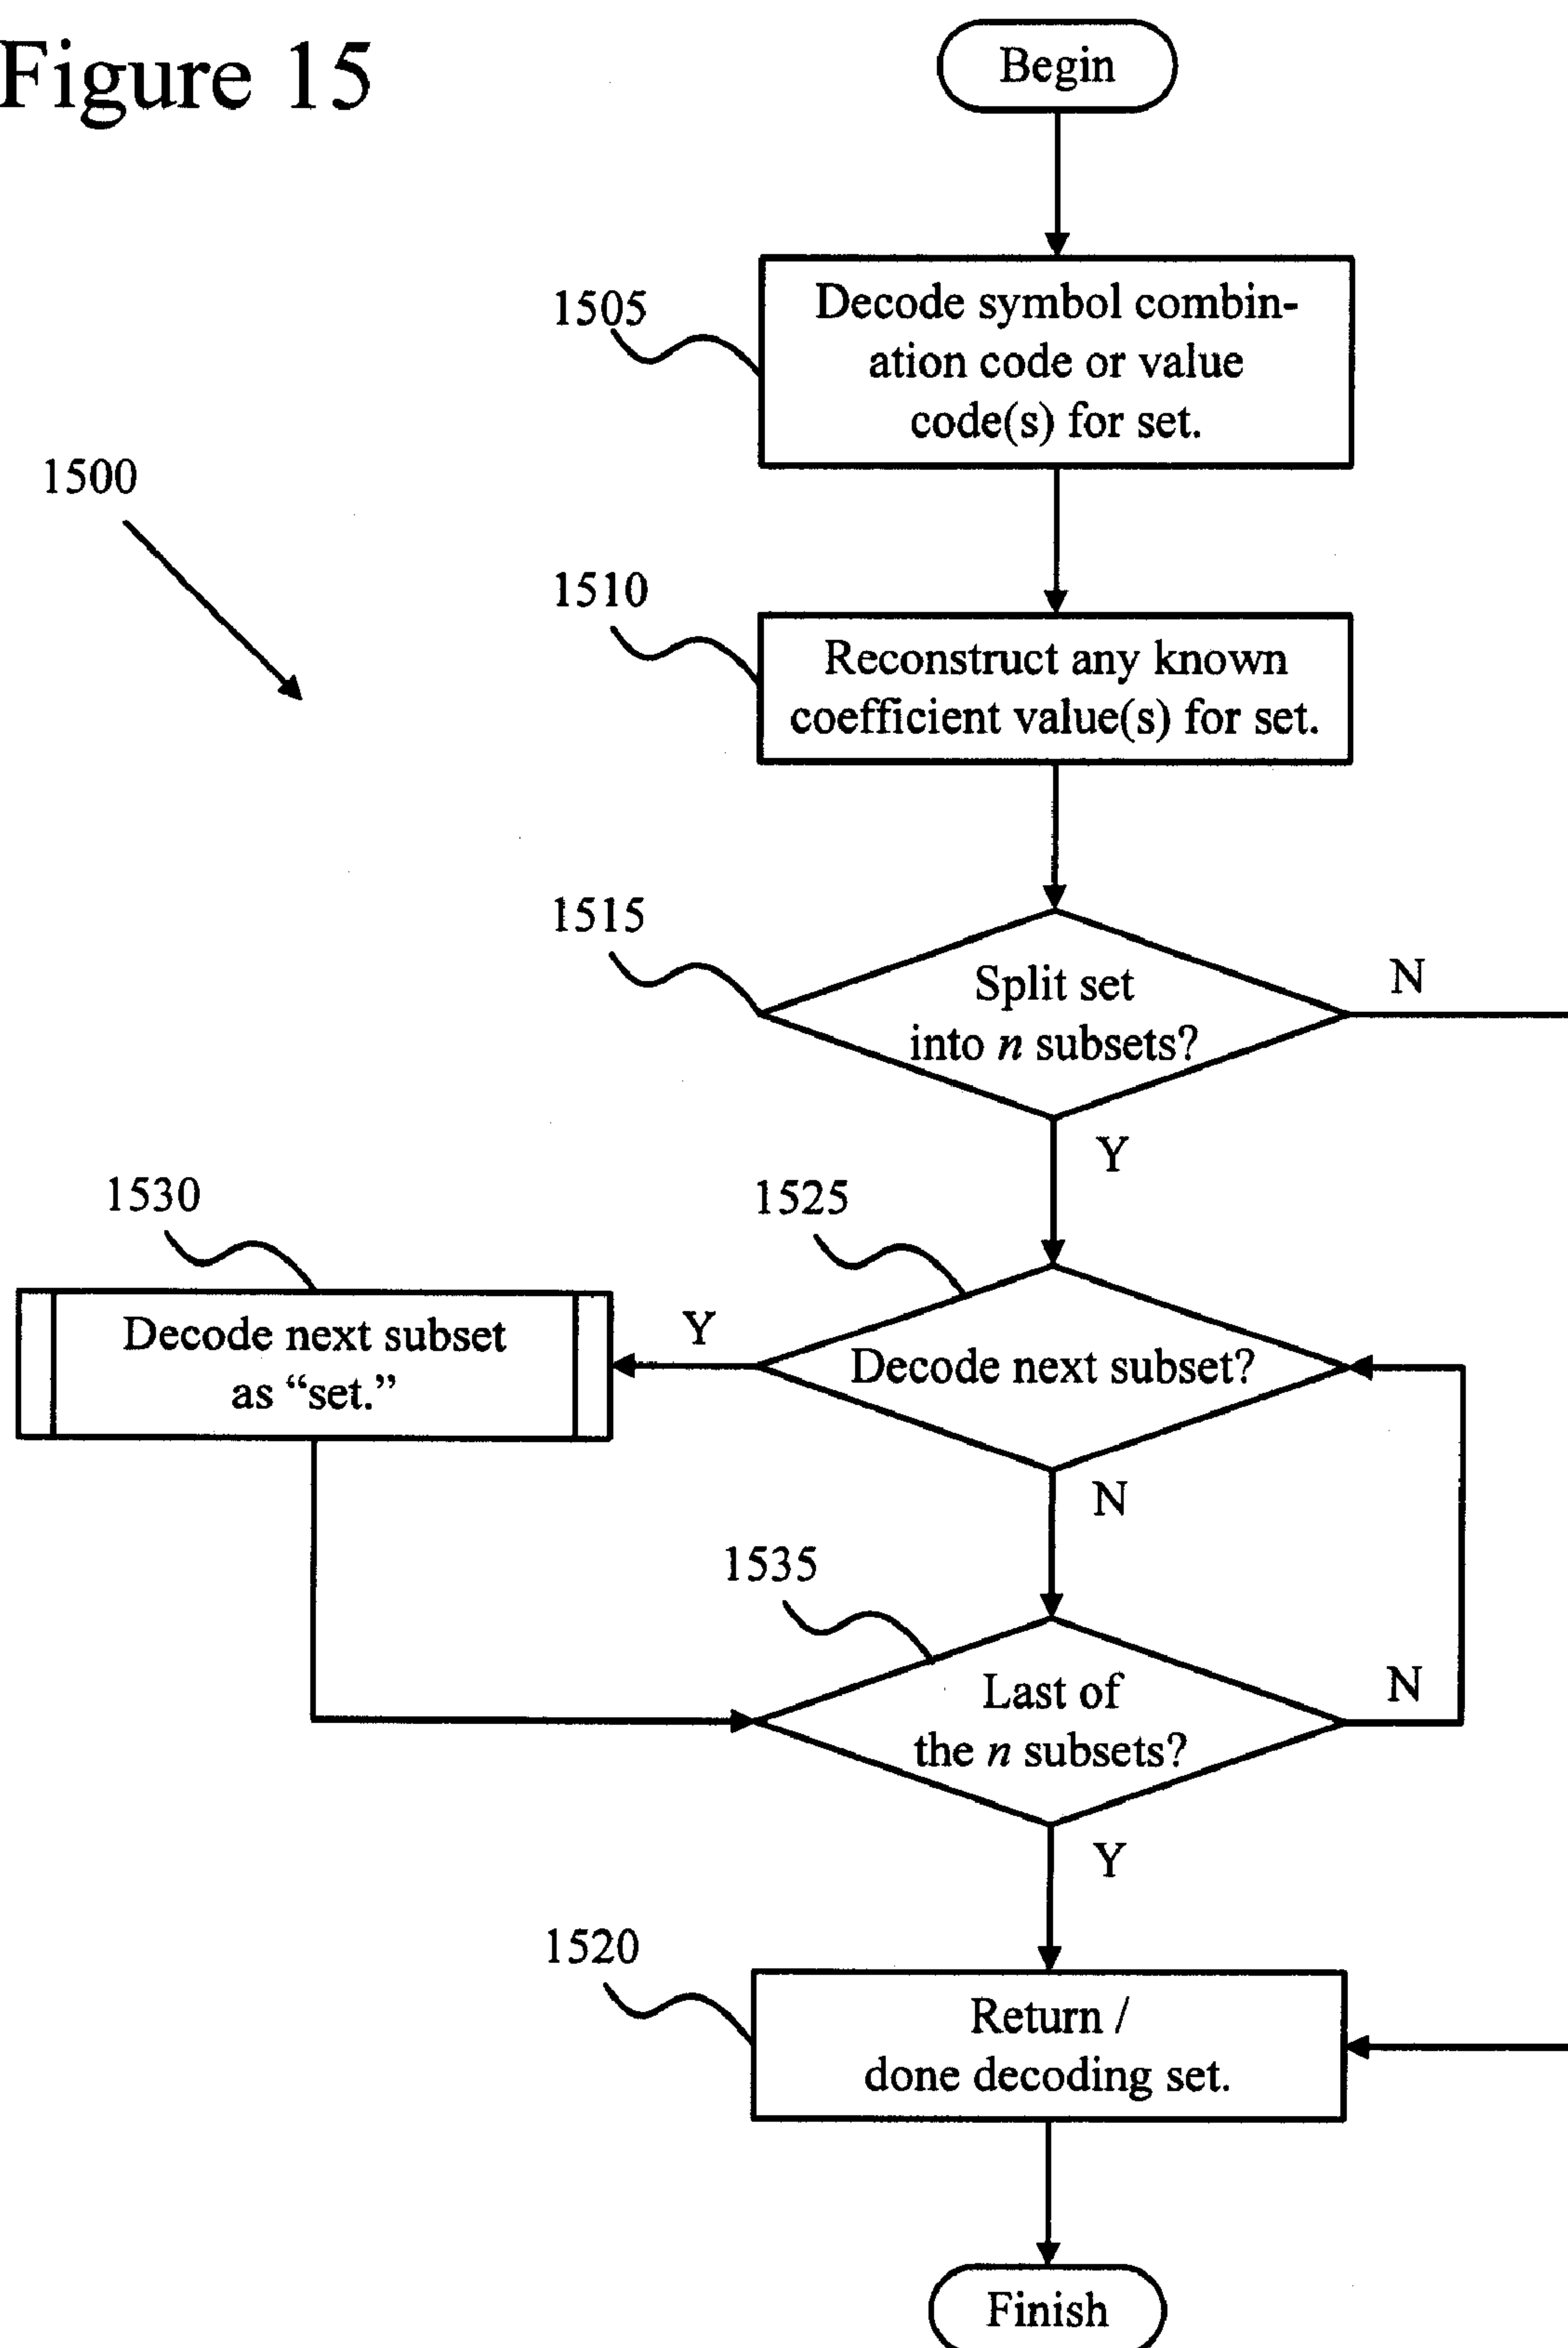 Figure 15
Begin
1505
Decode symbol combin-
ation code or value
code(s) for set.
1500
1510
Reconstruct any known
coefficient value(s) for set.
1515
Split set
into n subsets?
N
Y
1530
1525
Decode next subset
as “set.”
Y
Decode next subset?
N
1535
Last of
the n subsets?
N
Y
1520
Return /
done decoding set.
Finish